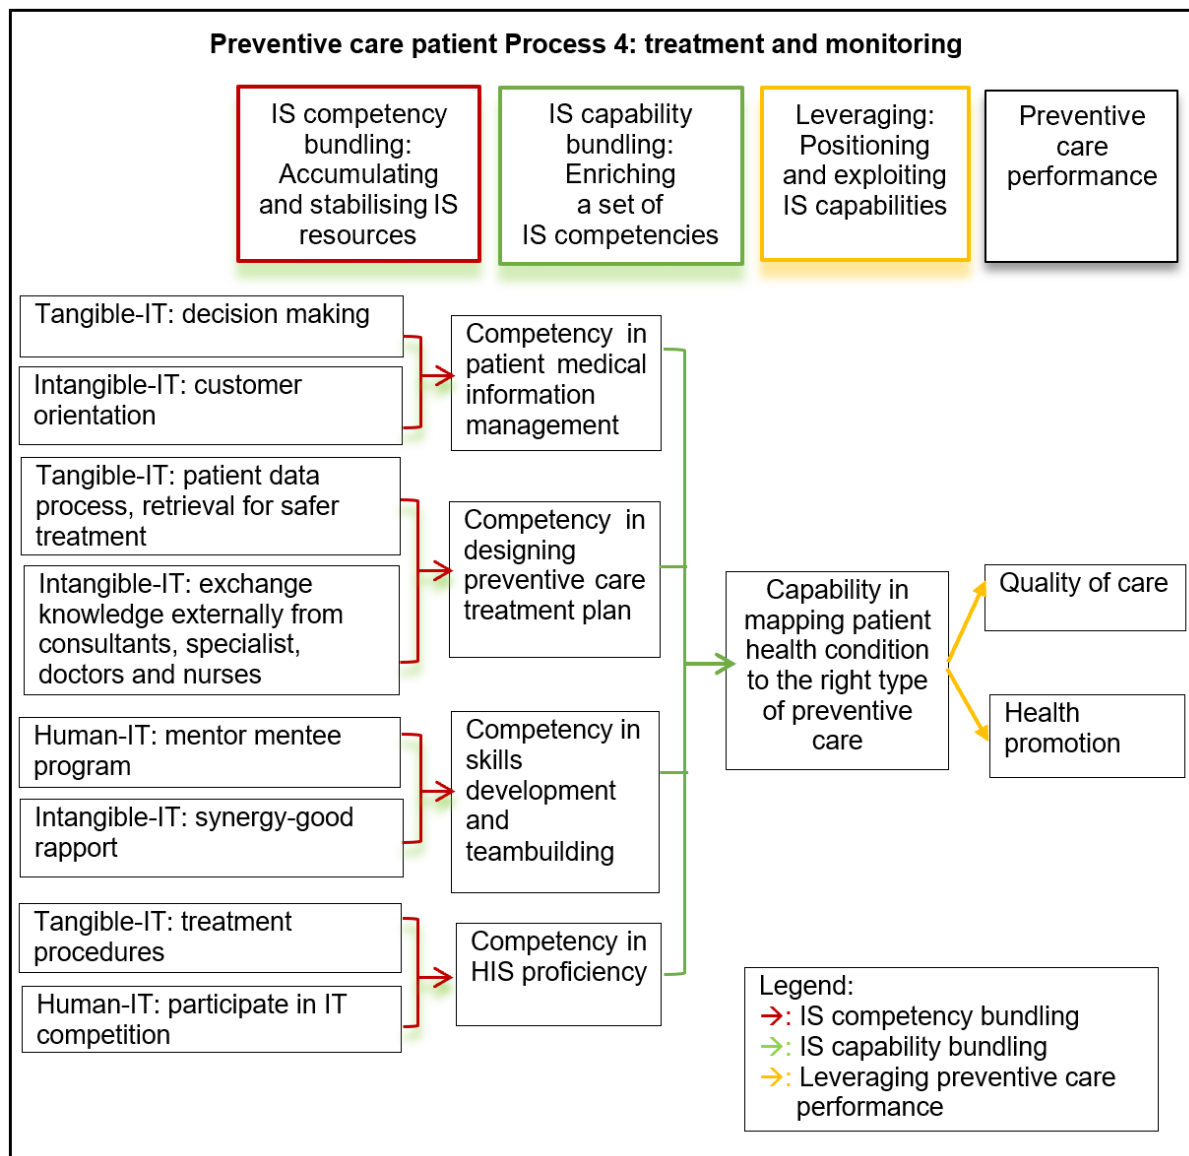 Preventive care patient Process 4: treatment and monitoring
IS competency
bundling:
Accumulating
and stabilising IS
resources
IS capability
bundling:
Enriching
a set of
IS competencies
Leveraging:
Positioning
and exploiting
IS capabilities
Preventive
care
performance
Tangible-IT: decision making
Intangible-IT: customer
orientation
Competency in
patient medical
information
management
Tangible-IT: patient data
process, retrieval for safer
treatment
Intangible-IT: exchange
knowledge externally from
consultants, specialist,
doctors and nurses
Competency in
designing
preventive care
treatment plan
Human-IT: mentor mentee
program
Intangible-IT: synergy-good
rapport
Competency in
skills
development
and
teambuilding
Tangible-IT: treatment
procedures
Human-IT: participate in IT
competition
Competency in
HIS proficiency
Capability in
mapping patient
health condition
to the right type
of preventive
care
Quality of care
Health
promotion
Legend:
→: IS competency bundling
→: IS capability bundling
→: Leveraging preventive care
performance